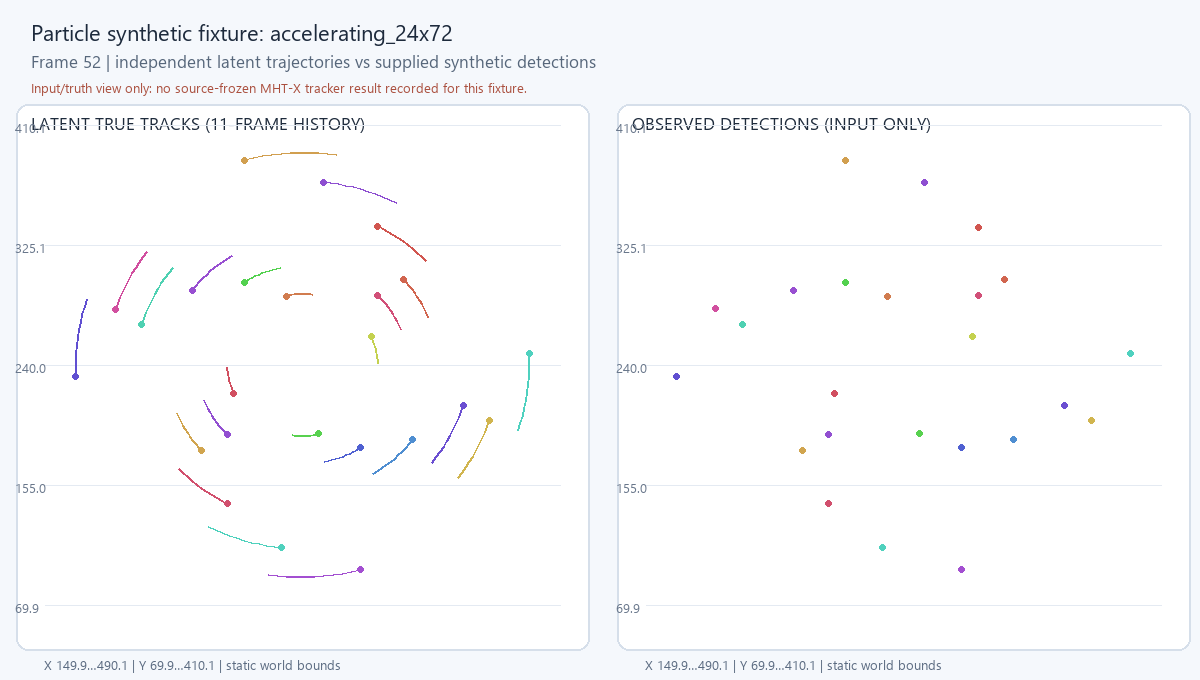 Particle synthetic fixture: accelerating_24x72
Frame 52 | independent latent trajectories vs supplied synthetic detections
Input/truth view only: no source-frozen MHT-X tracker result recorded for this fixture.
LATENT TRUE TRACKS (11-FRAME HISTORY)
410.1
325.1
240.0
155.0
69.9
X 149.9...490.1 | Y 69.9...410.1 | static world bounds
OBSERVED DETECTIONS (INPUT ONLY)
410.1
325.1
240.0
155.0
69.9
X 149.9...490.1 | Y 69.9...410.1 | static world bounds